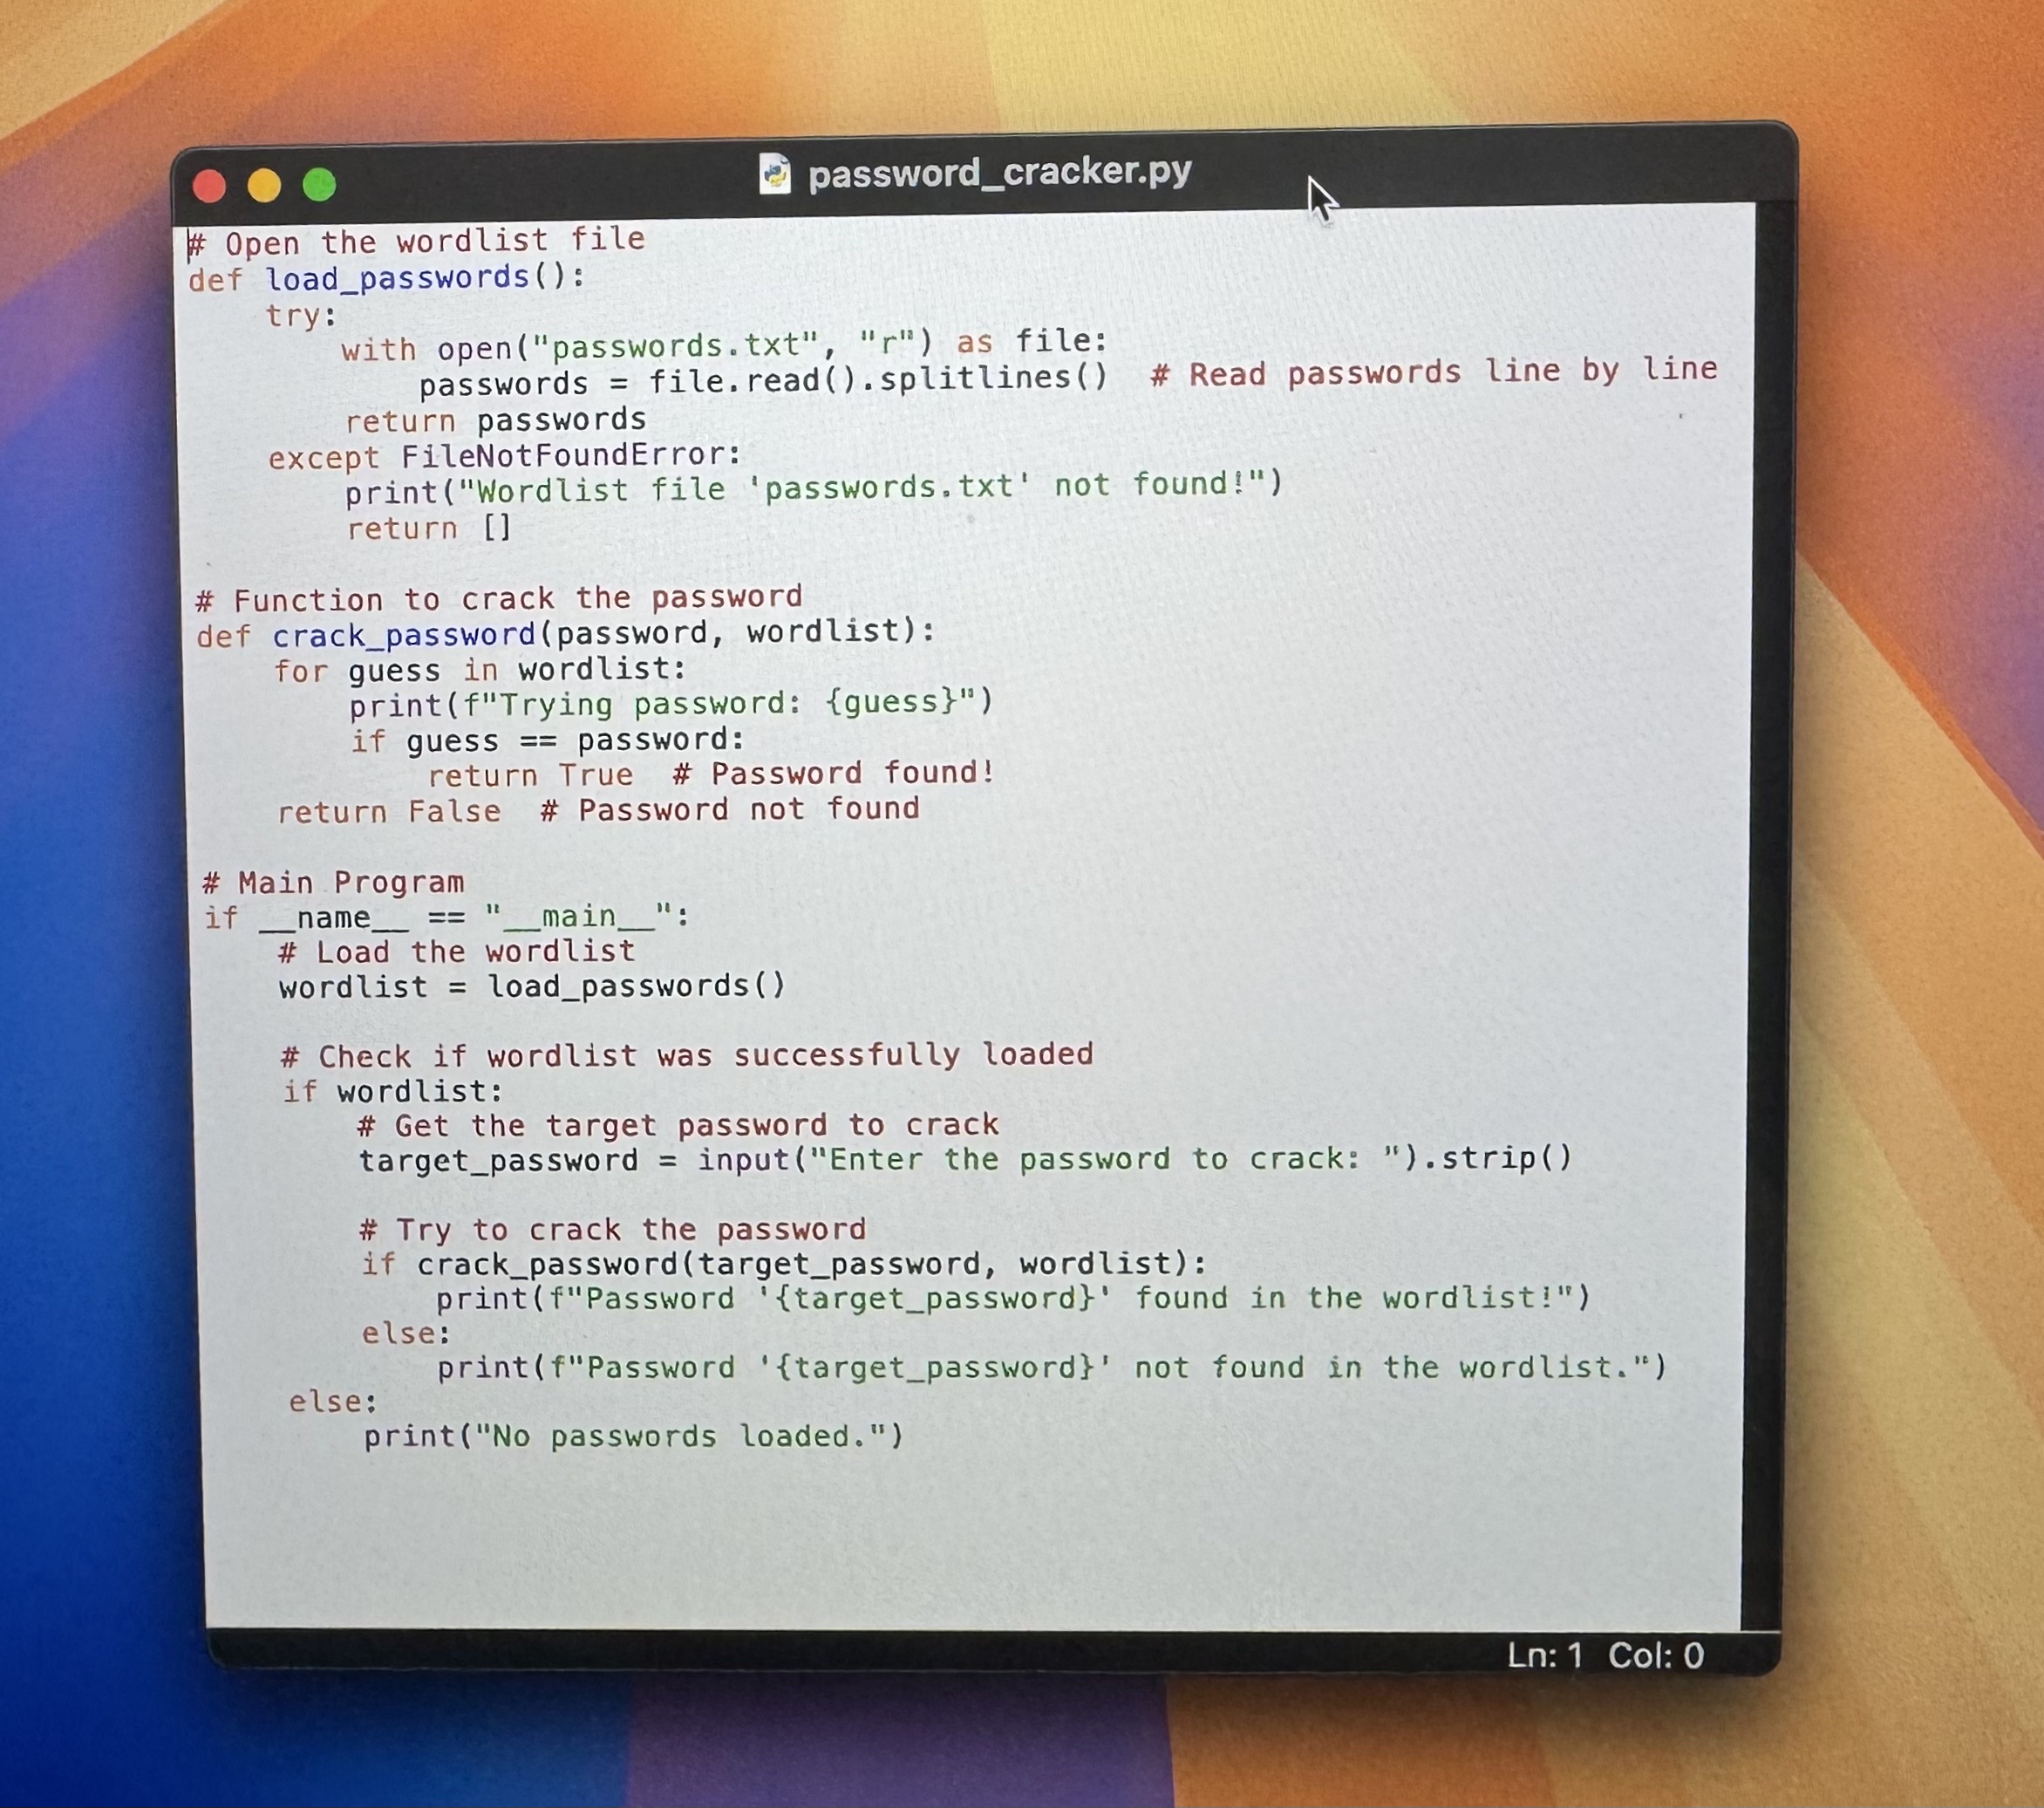 password_cracker.py
# Open the wordlist file
def load_passwords():
    try:
        with open("passwords.txt", "r") as file:
            passwords = file.read().splitlines()  # Read passwords line by line
        return passwords
    except FileNotFoundError:
        print("Wordlist file 'passwords.txt' not found!")
        return []

# Function to crack the password
def crack_password(password, wordlist):
    for guess in wordlist:
        print(f"Trying password: {guess}")
        if guess == password:
            return True  # Password found!
    return False  # Password not found

# Main Program
if __name__ == "__main__":
    # Load the wordlist
    wordlist = load_passwords()

    # Check if wordlist was successfully loaded
    if wordlist:
        # Get the target password to crack
        target_password = input("Enter the password to crack: ").strip()

        # Try to crack the password
        if crack_password(target_password, wordlist):
            print(f"Password '{target_password}' found in the wordlist!")
        else:
            print(f"Password '{target_password}' not found in the wordlist.")
    else:
        print("No passwords loaded.")
Ln: 1  Col: 0